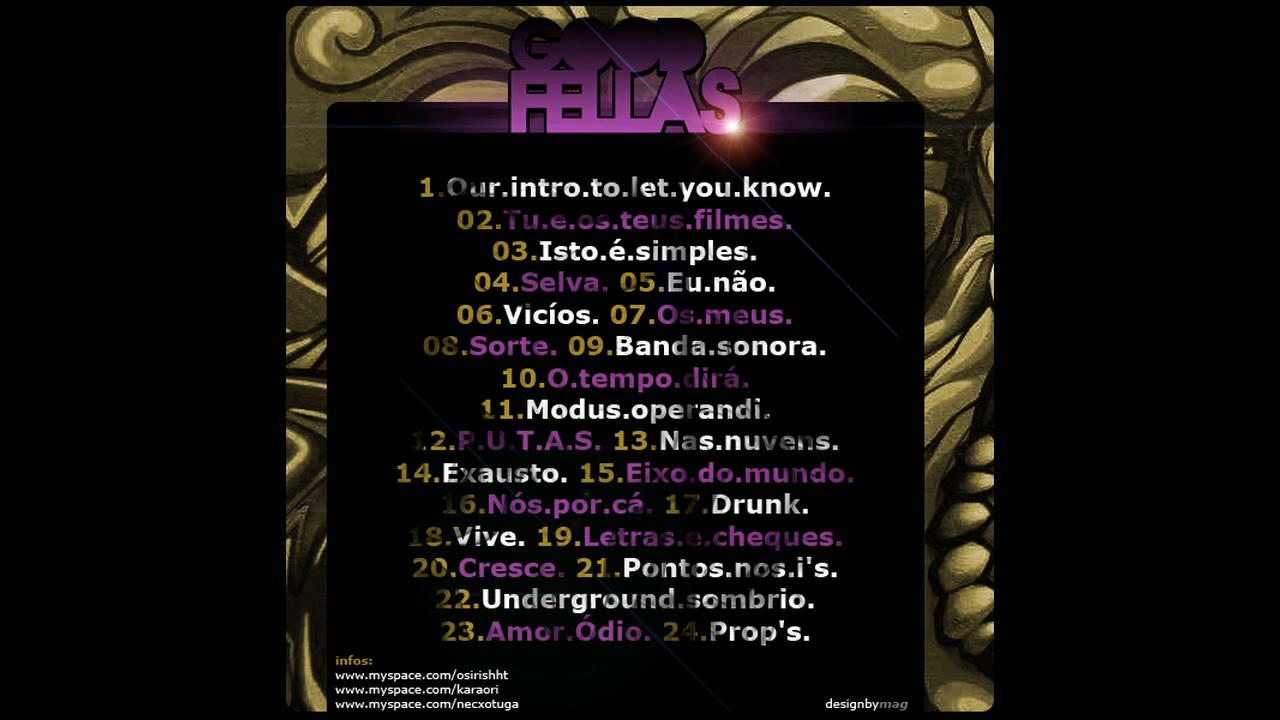 GOOD
FELLAS
1.Our.intro.to.let.you.know.
02.Tu.e.os.teus.filmes.
03.Isto.é.simples.
04.Selva. 05.Eu.não.
06.Vicíos. 07.Os.meus.
08.Sorte. 09.Banda.sonora.
10.O.tempo.dirá.
11.Modus.operandi.
12.P.U.T.A.S. 13.Nas.nuvens.
14.Exausto. 15.Eixo.do.mundo.
16.Nós.por.cá. 17.Drunk.
18.Vive. 19.Letras.e.cheques.
20.Cresce. 21.Pontos.nos.i's.
22.Underground.sombrio.
23.Amor.Ódio. 24.Prop's.
infos:
www.myspace.com/osirishht
www.myspace.com/karaori
www.myspace.com/necxotuga
designbymag